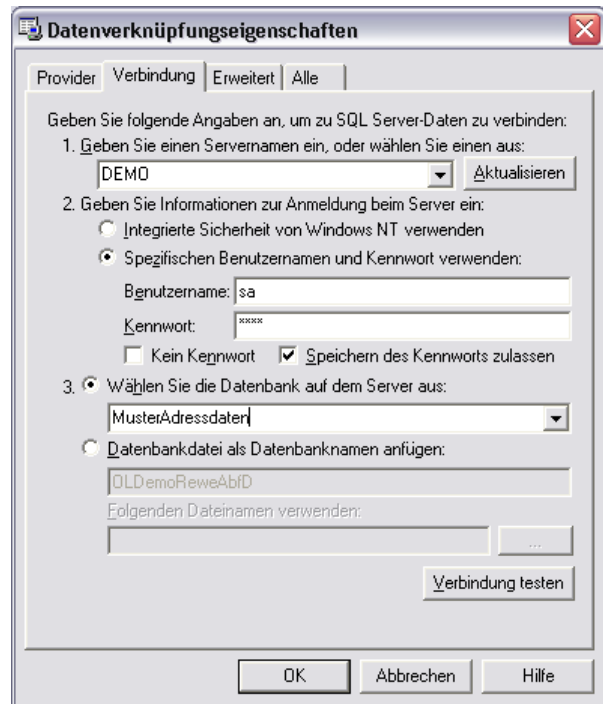 Datenverknüpfungseigenschaften
Provider Verbindung Erweitert Alle
Geben Sie folgende Angaben an, um zu SQL Server-Daten zu verbinden:
1. Geben Sie einen Servernamen ein, oder wählen Sie einen aus:
DEMO Aktualisieren
2. Geben Sie Informationen zur Anmeldung beim Server ein:
Integrierte Sicherheit von Windows NT verwenden
Spezifischen Benutzernamen und Kennwort verwenden:
Benutzername: sa
Kennwort: ****
Kein Kennwort Speichern des Kennworts zulassen
3. Wählen Sie die Datenbank auf dem Server aus:
MusterAdressdaten
Datenbankdatei als Datenbanknamen anfügen:
OLDemoReweAbfD
Folgenden Dateinamen verwenden:
...
Verbindung testen
OK Abbrechen Hilfe